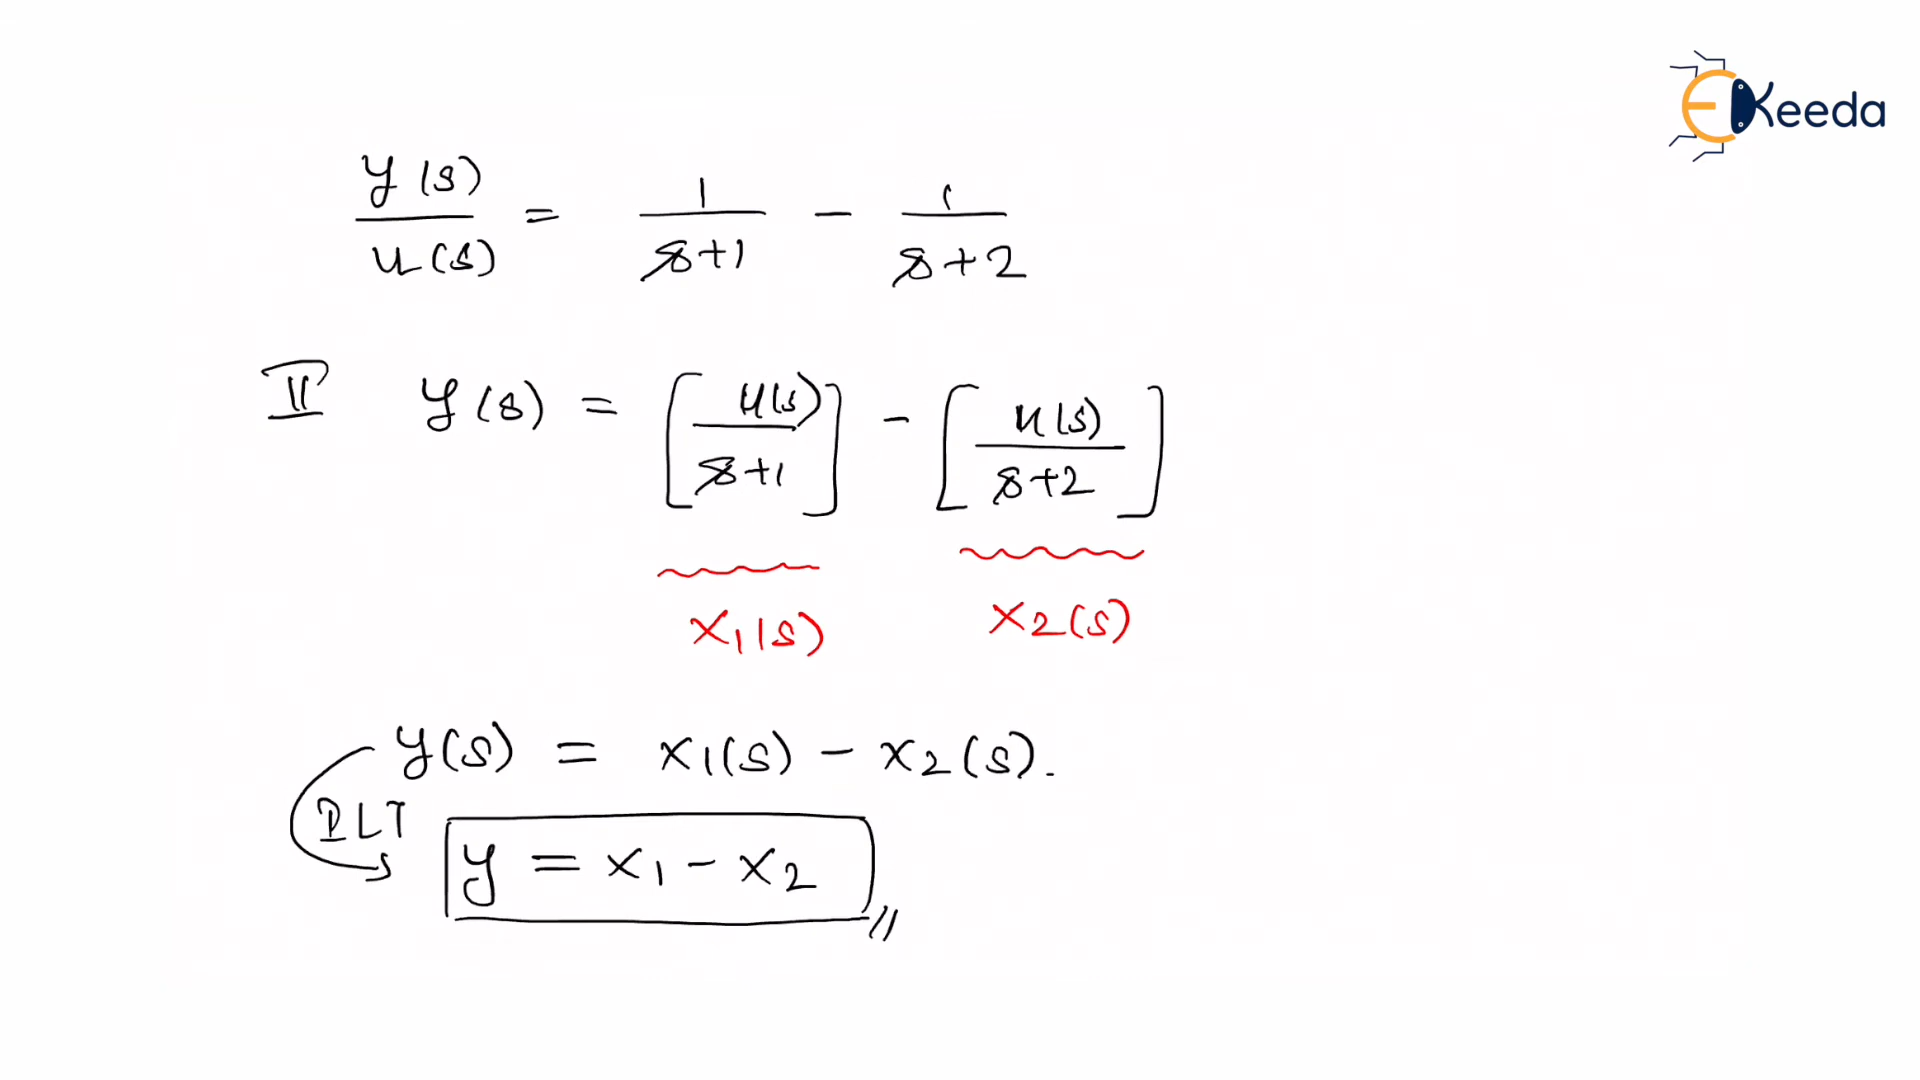 EKeeda
y(s)/u(s) = 1/s+1 - 1/s+2
II y(s) = [u(s)/s+1] - [u(s)/s+2]
x1(s) x2(s)
y(s) = x1(s) - x2(s).
ILT
y = x1 - x2 //